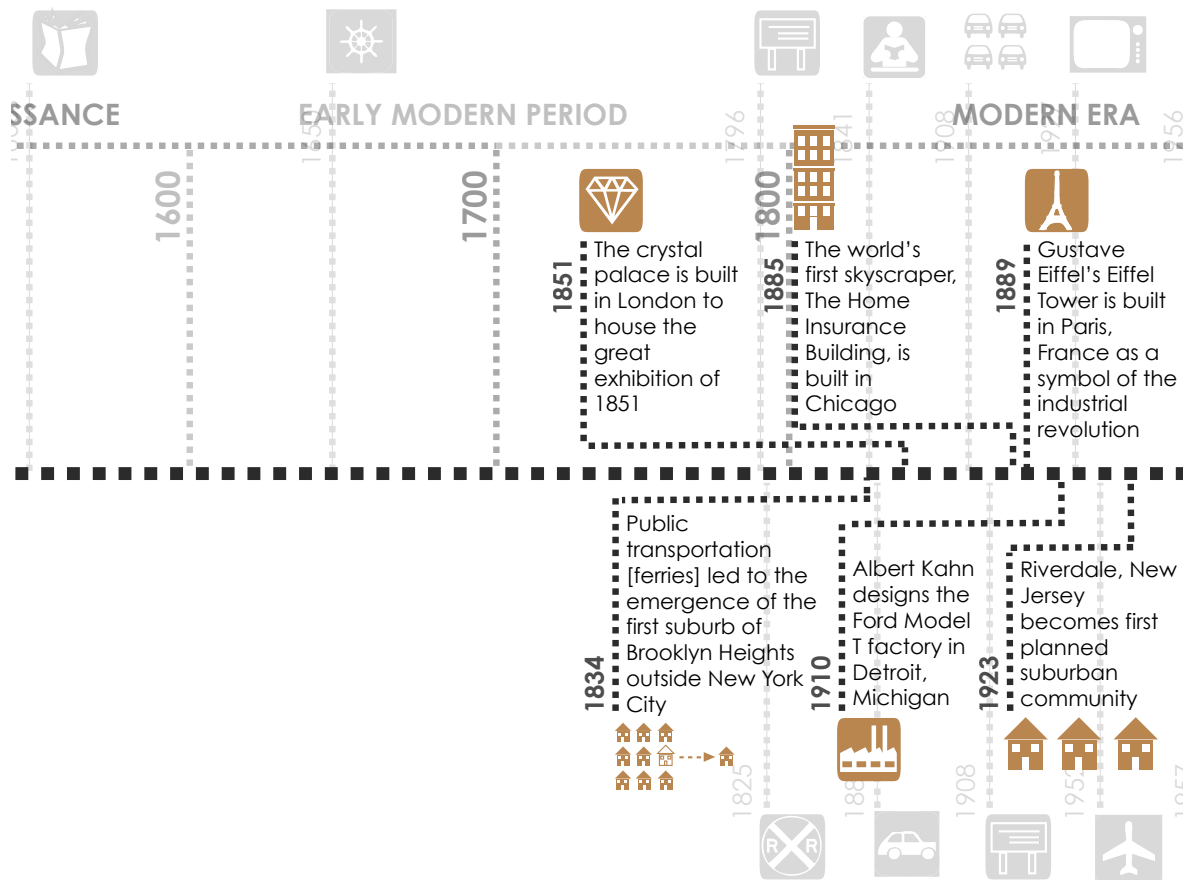 SSANCE
EARLY MODERN PERIOD
MODERN ERA
1796
1841
1908
1956
1600
1700
1800
1851
The crystal
palace is built
in London to
house the
great
exhibition of
1851
1885
The world's
first skyscraper,
The Home
Insurance
Building, is
built in
Chicago
1889
Gustave
Eiffel's Eiffel
Tower is built
in Paris,
France as a
symbol of the
industrial
revolution
1834
Public
transportation
[ferries] led to the
emergence of the
first suburb of
Brooklyn Heights
outside New York
City
1910
Albert Kahn
designs the
Ford Model
T factory in
Detroit,
Michigan
1923
Riverdale, New
Jersey
becomes first
planned
suburban
community
1825
1908
1952
1957
R R